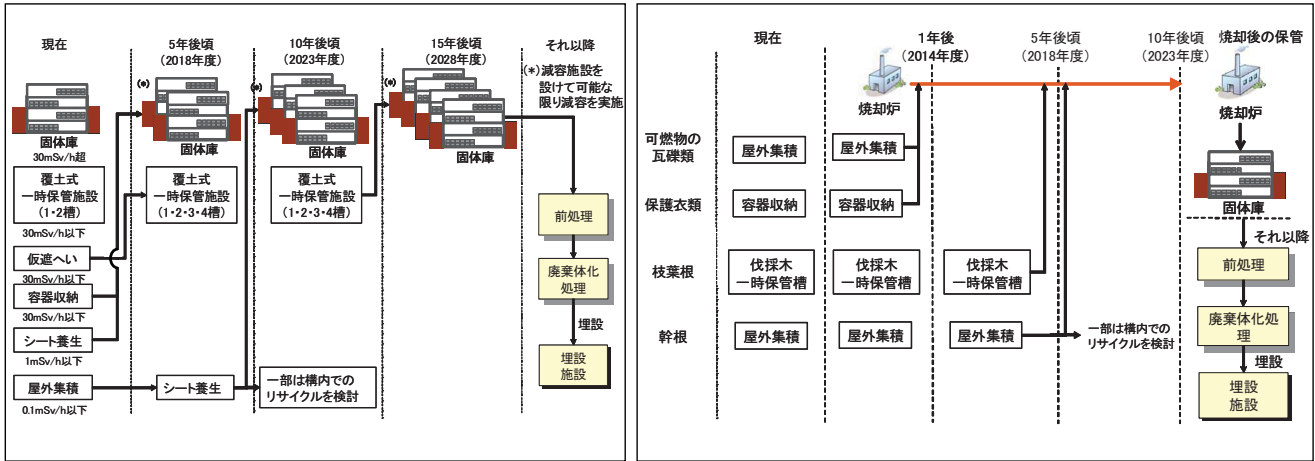 現在
5年後頃
(2018年度)
10年後頃
(2023年度)
15年後頃
(2028年度)
それ以降
(*)
(*)
(*)
(*)減容施設を
設けて可能な
限り減容を実施
固体庫
30mSv/h超
固体庫
固体庫
固体庫
覆土式
一時保管施設
(1・2槽)
30mSv/h以下
覆土式
一時保管施設
(1・2・3・4槽)
覆土式
一時保管施設
(1・2・3・4槽)
仮遮へい
30mSv/h以下
容器収納
30mSv/h以下
シート養生
1mSv/h以下
屋外集積
0.1mSv/h以下
シート養生
一部は構内での
リサイクルを検討
前処理
廃棄体化
処理
埋設
埋設
施設
現在
1年後
(2014年度)
5年後頃
(2018年度)
10年後頃
(2023年度)
焼却後の保管
焼却炉
焼却炉
可燃物の
瓦礫類
屋外集積
屋外集積
保護衣類
容器収納
容器収納
固体庫
それ以降
枝葉根
伐採木
一時保管槽
伐採木
一時保管槽
伐採木
一時保管槽
前処理
幹根
屋外集積
屋外集積
屋外集積
一部は構内での
リサイクルを検討
廃棄体化処
理
埋設
埋設
施設